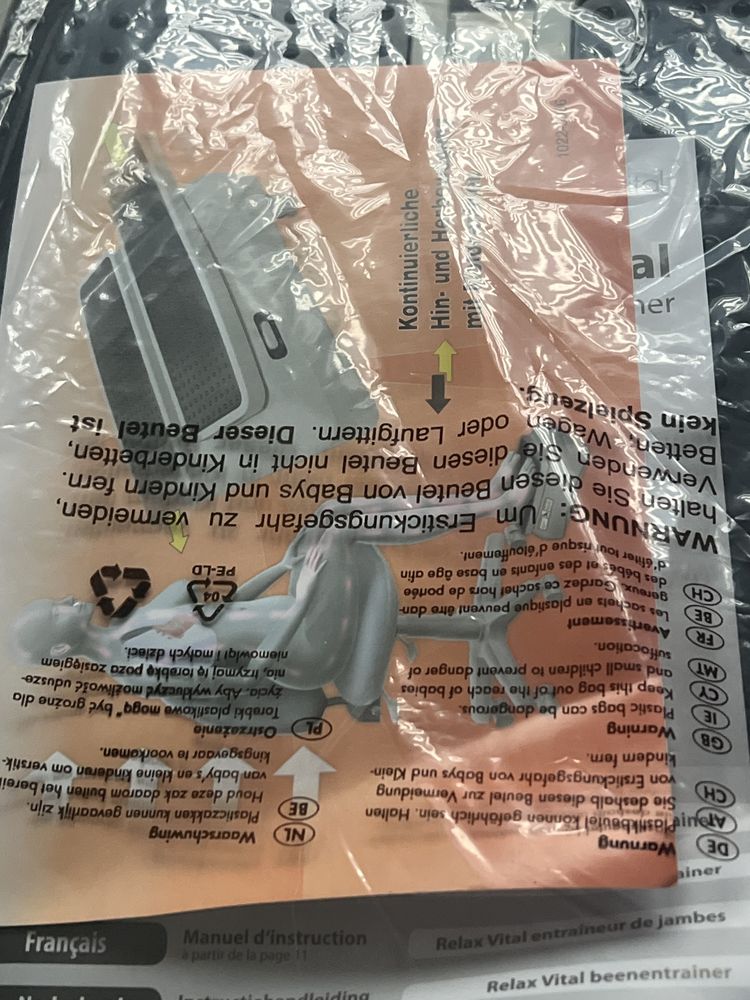 1022-
al
ner
Kontinuierliche
Hin- und
mit
WARNUNG: Um Erstickungsgefahr zu vermeiden,
halten Sie diesen Beutel von Babys und Kindern fern.
Verwenden Sie diesen Beutel nicht in Kinderbetten,
Betten, Wagen oder Laufgittern. Dieser Beutel ist
kein Spielzeug.
04
PE-LD
DE
AT
CH
Warnung
Plastikbeutel können gefährlich sein. Halten
Sie deshalb diesen Beutel zur Vermeidung
von Erstickungsgefahr von Babys und Klein-
kindern fern.
GB
IE
CY
MT
Warning
Plastic bags can be dangerous.
Keep this bag out of the reach of babies
and small children to prevent danger of
suffocation.
FR
BE
CH
Avertissement
Les sachets en plastique peuvent être dan-
gereux. Gardez ce sachet hors de portée
des bébés et des enfants en base âge afin
d'éviter tout risque d'étouffement.
NL
BE
Waarschuwing
Plasticzakken kunnen gevaarlijk zijn.
Houd deze zak daarom buiten het bereik
van baby's en kleine kinderen om verstik-
kingsgevaar te voorkomen.
PL
Ostrzeżenie
Torebki plastikowe mogą być groźne dla
życia. Aby wykluczyć możliwość udusze-
nia, trzymaj tę torebkę poza zasięgiem
niemowląt i małych dzieci.
ainer
Français
Manuel d'instruction
à partir de la page 11
Relax Vital entraîneur de jambes
Instructiehandleiding
Relax Vital beenentrainer